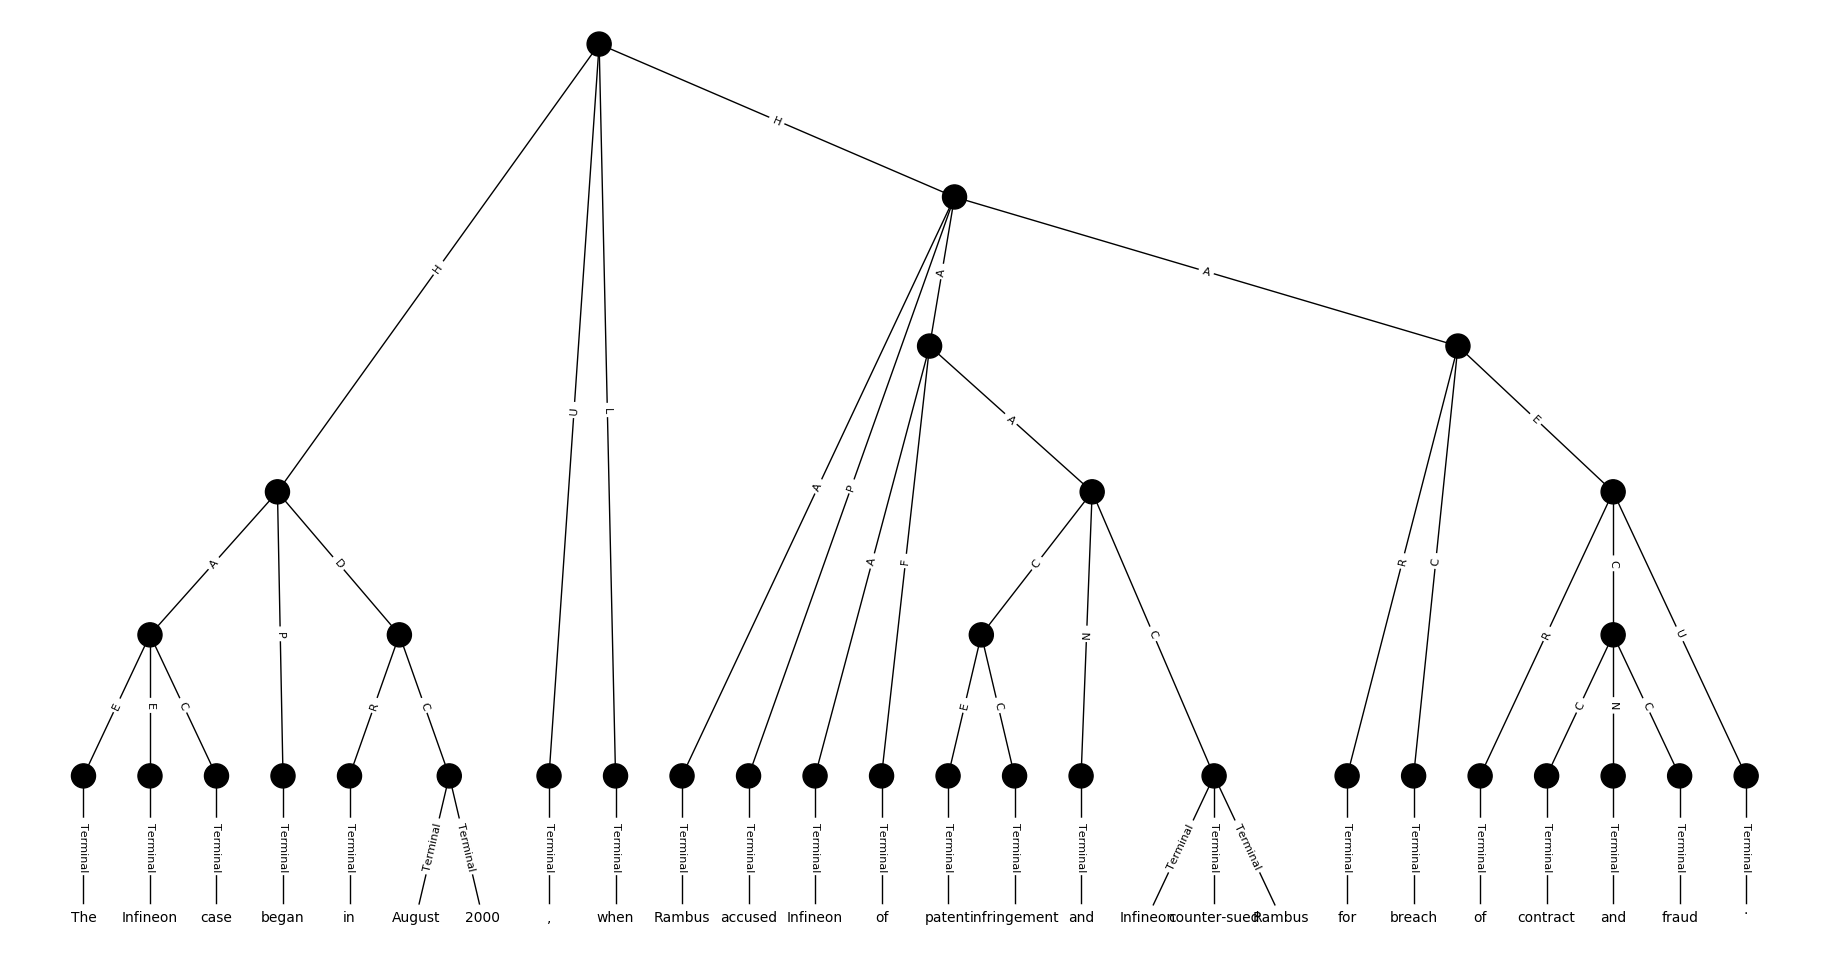 H
A
H
A
U
L
A
E
A
P
A
F
R
C
A
D
C
N
C
R
C
U
P
E
E
C
R
C
E
C
C
N
C
Terminal Terminal Terminal Terminal Terminal Terminal Terminal Terminal Terminal Terminal Terminal Terminal Terminal Terminal Terminal Terminal Terminal Terminal Terminal Terminal Terminal Terminal Terminal Terminal Terminal Terminal
The Infineon case began in August 2000 , when Rambus accused Infineon of patent infringement and Infineon counter-sued Rambus for breach of contract and fraud .